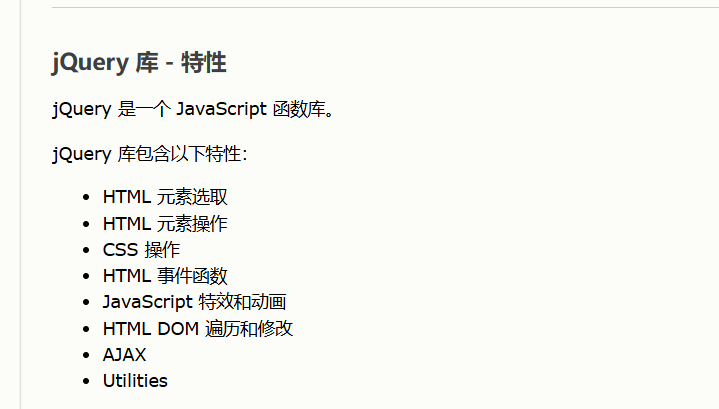 jQuery 库 - 特性
jQuery 是一个 JavaScript 函数库。
jQuery 库包含以下特性：
HTML 元素选取
HTML 元素操作
CSS 操作
HTML 事件函数
JavaScript 特效和动画
HTML DOM 遍历和修改
AJAX
Utilities